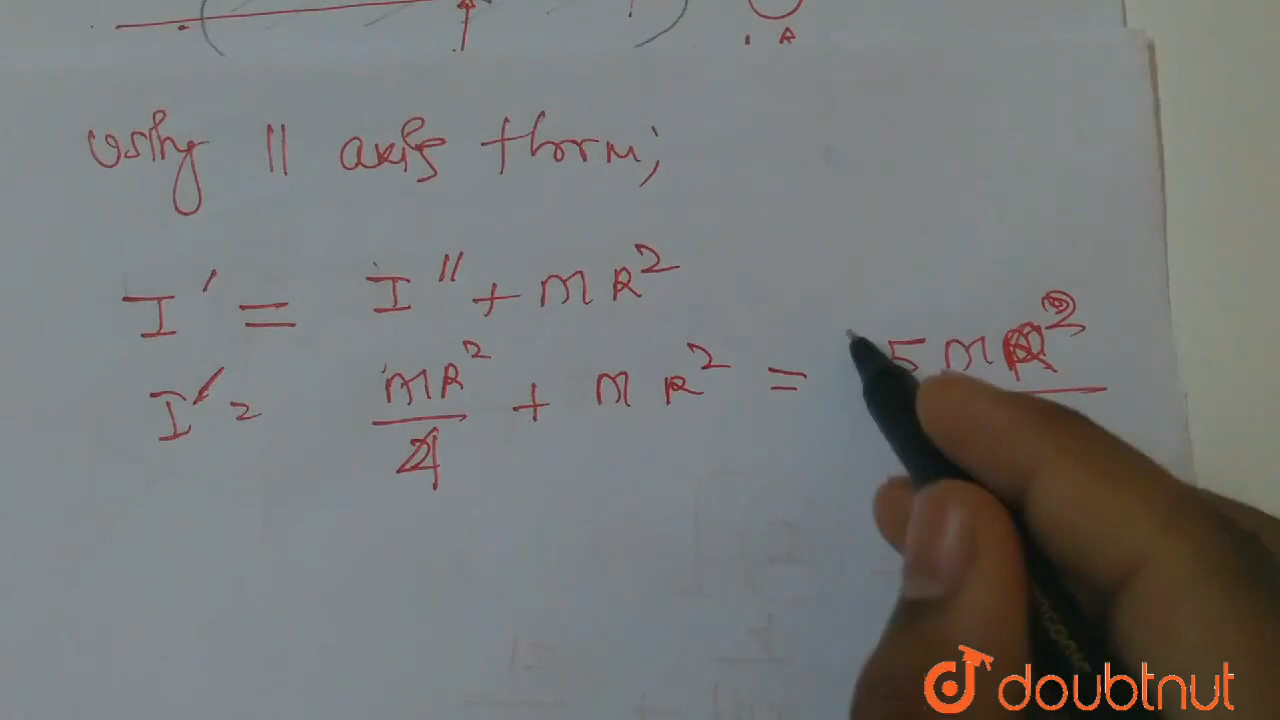 A
using || axis thorm;
I' = I'' + MR²
I' = MR²/4 + MR² = 5MR²
doubtnut